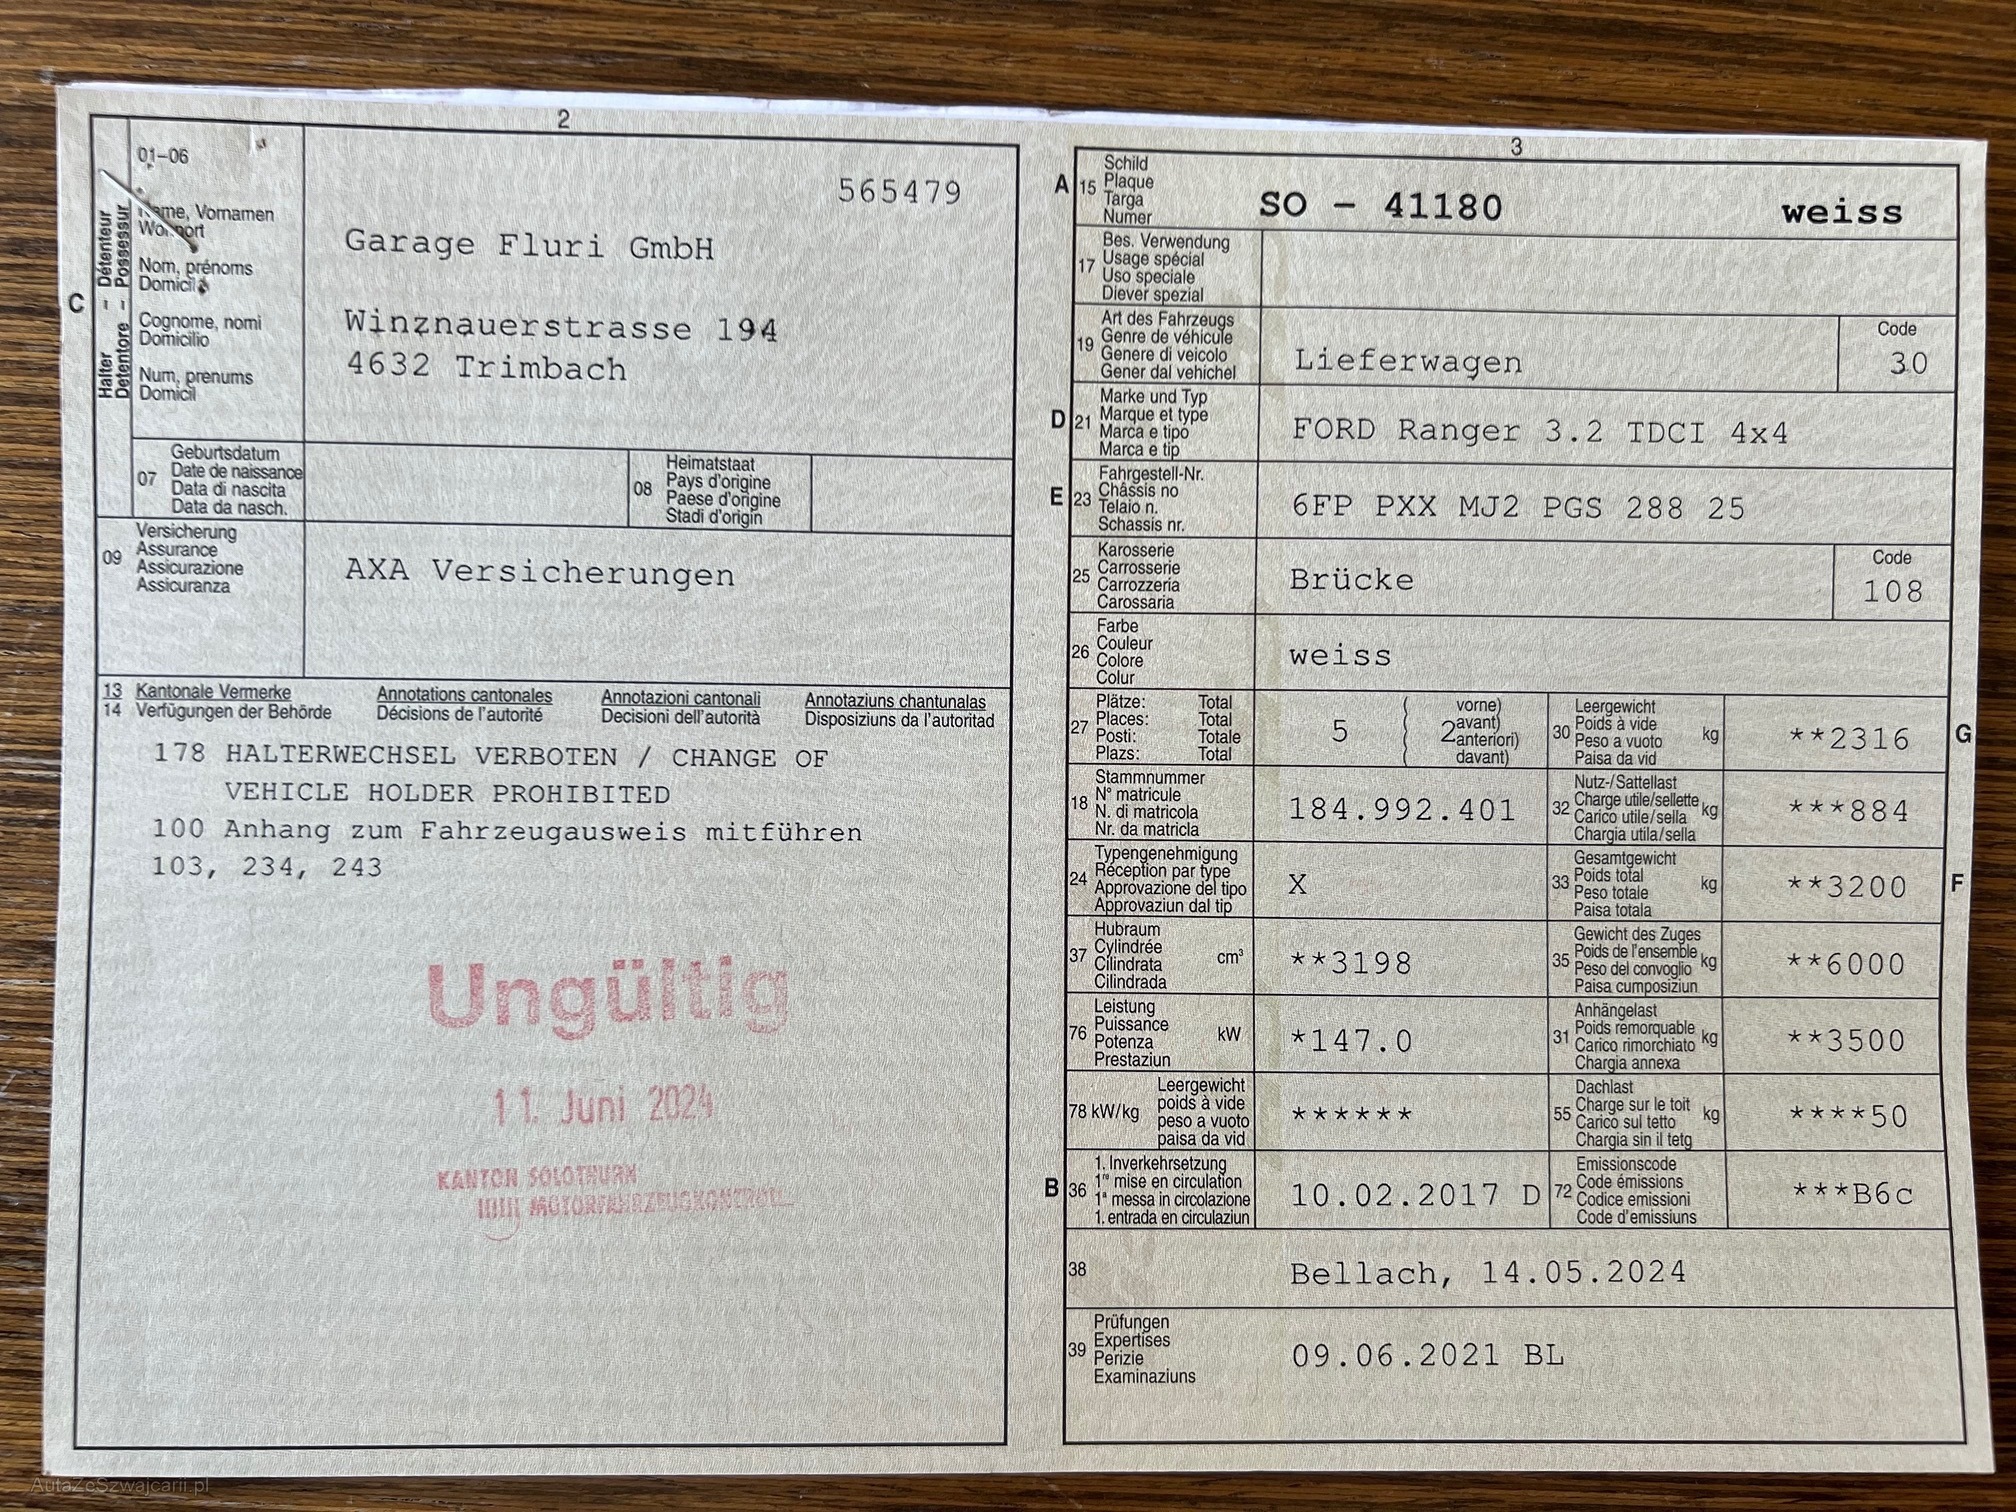 2
01-06
565479
Name, Vornamen
Wohnort
Nom, prénoms
Domicile
Cognome, nomi
Domicilio
Num, prenums
Domicil
C
Halter – Détenteur
Detentore – Possessur
Garage Fluri GmbH
Winznauerstrasse 194
4632 Trimbach
07
Geburtsdatum
Date de naissance
Data di nascita
Data da nasch.
08
Heimatstaat
Pays d'origine
Paese d'origine
Stadi d'origin
09
Versicherung
Assurance
Assicurazione
Assicuranza
AXA Versicherungen
13 Kantonale Vermerke Annotations cantonales Annotazioni cantonali Annotaziuns chantunalas
14 Verfügungen der Behörde Décisions de l'autorité Decisioni dell'autorità Disposiziuns da l'autoritad
178 HALTERWECHSEL VERBOTEN / CHANGE OF
VEHICLE HOLDER PROHIBITED
100 Anhang zum Fahrzeugausweis mitführen
103, 234, 243
Ungültig
11. Juni 2024
KANTON SOLOTHURN
MOTORFAHRZEUGKONTROLLE
3
A 15
Schild
Plaque
Targa
Numer
SO - 41180 weiss
17
Bes. Verwendung
Usage spécial
Uso speciale
Diever spezial
19
Art des Fahrzeugs
Genre de véhicule
Genere di veicolo
Gener dal vehichel
Lieferwagen
Code
30
D 21
Marke und Typ
Marque et type
Marca e tipo
Marca e tip
FORD Ranger 3.2 TDCI 4x4
E 23
Fahrgestell-Nr.
Châssis no
Telaio n.
Schassis nr.
6FP PXX MJ2 PGS 288 25
25
Karosserie
Carrosserie
Carrozzeria
Carossaria
Brücke
Code
108
26
Farbe
Couleur
Colore
Colur
weiss
27
Plätze: Total
Places: Total
Posti: Totale
Plazs: Total
5
2
vorne)
avant)
anteriori)
davant)
30
Leergewicht
Poids à vide
Peso a vuoto
Paisa da vid
kg
**2316
G
18
Stammnummer
N° matricule
N. di matricola
Nr. da matricla
184.992.401
32
Nutz-/Sattellast
Charge utile/sellette
Carico utile/sella
Chargia utila/sella
kg
***884
24
Typengenehmigung
Réception par type
Approvazione del tipo
Approvaziun dal tip
X
33
Gesamtgewicht
Poids total
Peso totale
Paisa totala
kg
**3200
F
37
Hubraum
Cylindrée
Cilindrata
Cilindrada
cm³
**3198
35
Gewicht des Zuges
Poids de l'ensemble
Peso del convoglio
Paisa cumposiziun
kg
**6000
76
Leistung
Puissance
Potenza
Prestaziun
kW
*147.0
31
Anhängelast
Poids remorquable
Carico rimorchiato
Chargia annexa
kg
**3500
78 kW/kg
Leergewicht
poids à vide
peso a vuoto
paisa da vid
******
55
Dachlast
Charge sur le toit
Carico sul tetto
Chargia sin il tetg
kg
****50
B 36
1. Inverkehrsetzung
1re mise en circulation
1a messa in circolazione
1. entrada en circulaziun
10.02.2017 D
72
Emissionscode
Code émissions
Codice emissioni
Code d'emissiuns
***B6c
38
Bellach, 14.05.2024
39
Prüfungen
Expertises
Perizie
Examinaziuns
09.06.2021 BL
AutaZeSzwajcarii.pl